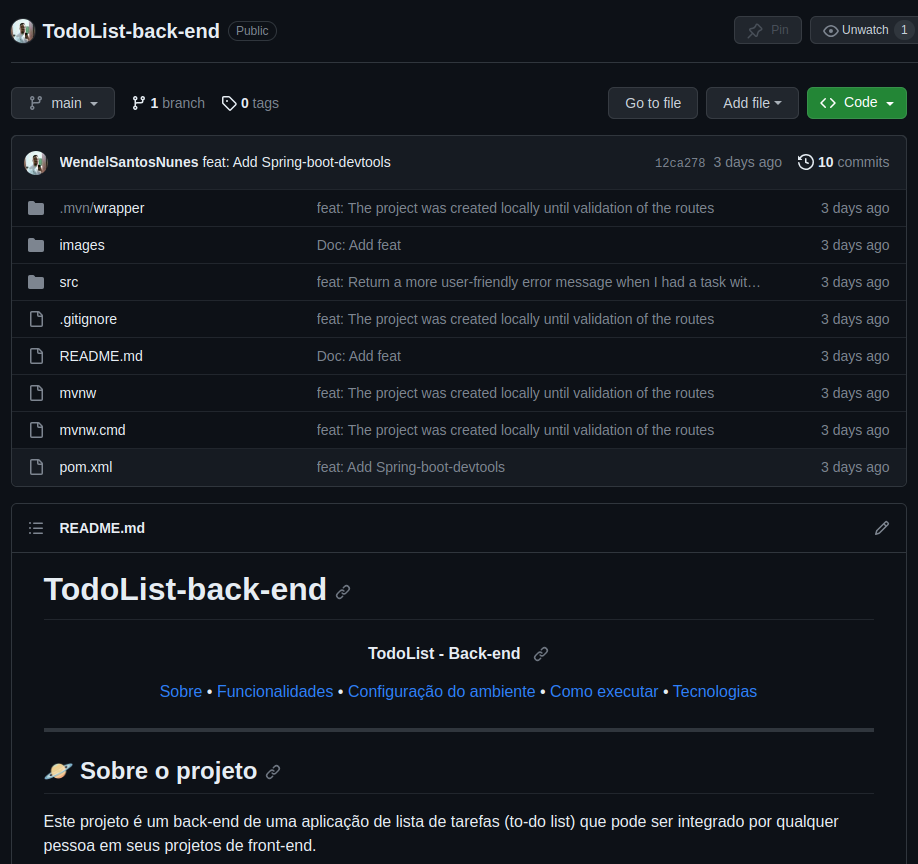 TodoList-back-end Public Pin Unwatch 1
main 1 branch 0 tags Go to file Add file Code
WendelSantosNunes feat: Add Spring-boot-devtools 12ca278 3 days ago 10 commits
.mvn/wrapper feat: The project was created locally until validation of the routes 3 days ago
images Doc: Add feat 3 days ago
src feat: Return a more user-friendly error message when I had a task wit… 3 days ago
.gitignore feat: The project was created locally until validation of the routes 3 days ago
README.md Doc: Add feat 3 days ago
mvnw feat: The project was created locally until validation of the routes 3 days ago
mvnw.cmd feat: The project was created locally until validation of the routes 3 days ago
pom.xml feat: Add Spring-boot-devtools 3 days ago
README.md
TodoList-back-end
TodoList - Back-end
Sobre • Funcionalidades • Configuração do ambiente • Como executar • Tecnologias
🪐 Sobre o projeto
Este projeto é um back-end de uma aplicação de lista de tarefas (to-do list) que pode ser integrado por qualquer
pessoa em seus projetos de front-end.